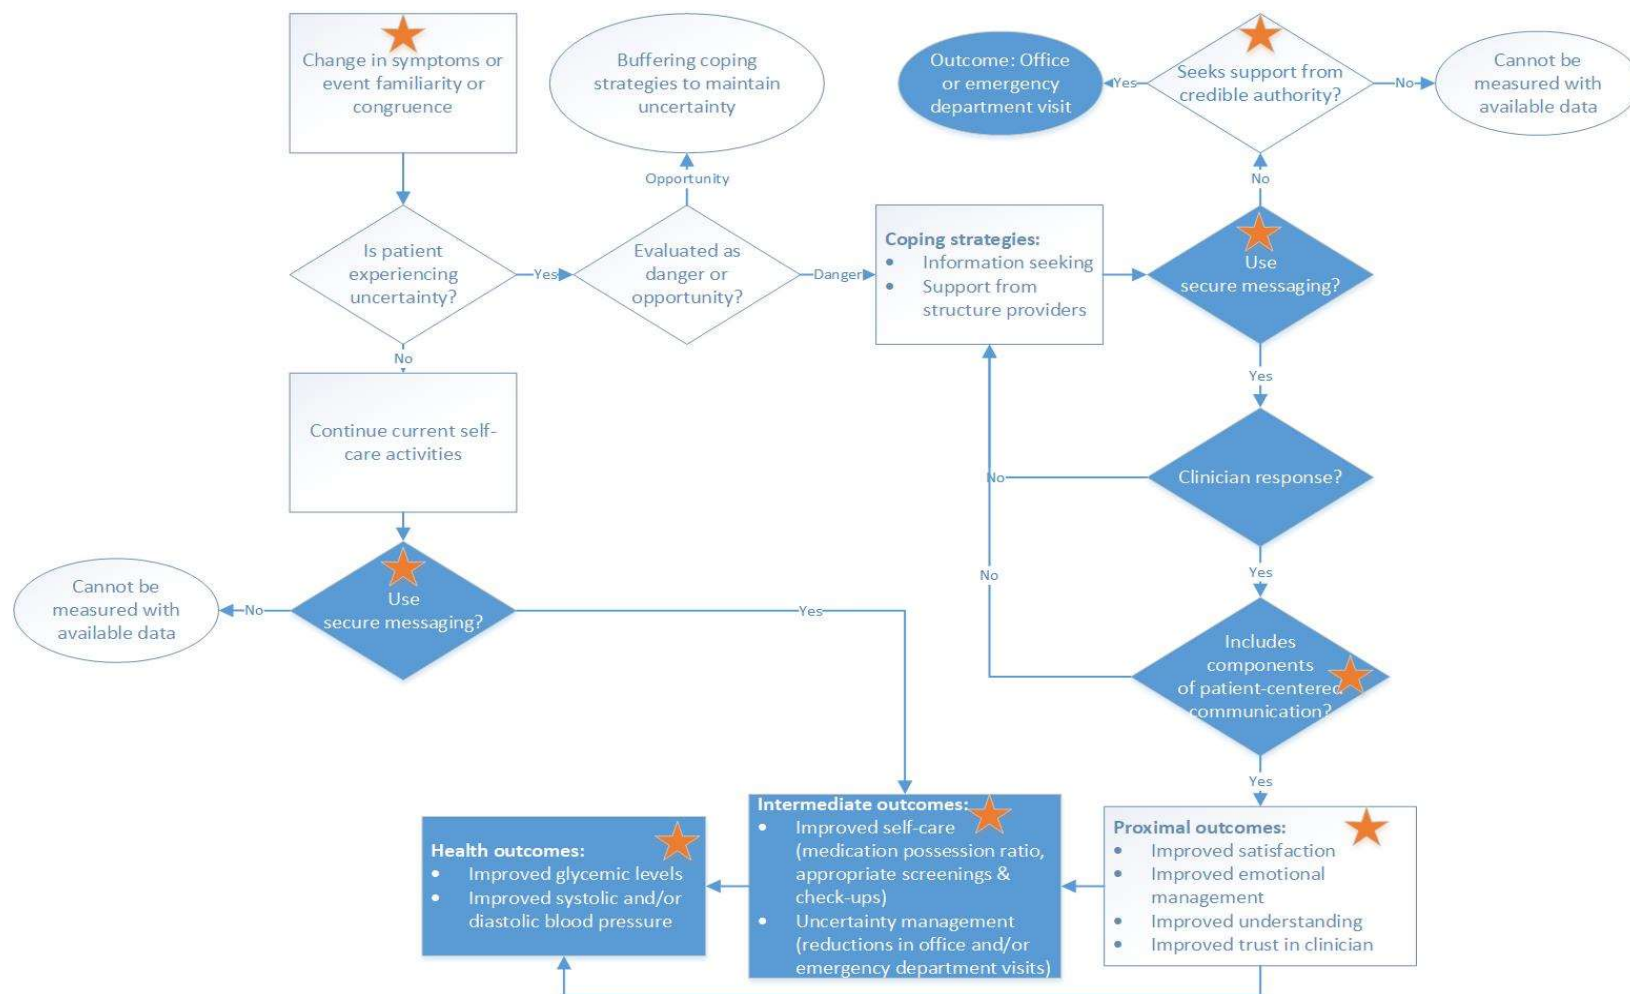 Change in symptoms or
event familiarity or
congruence
Buffering coping
strategies to maintain
uncertainty
Outcome: Office
or emergency
department visit
Yes
Seeks support from
credible authority?
No
Cannot be
measured with
available data
Opportunity
No
Is patient
experiencing
uncertainty?
Yes
Evaluated as
danger or
opportunity?
Danger
Coping strategies:
• Information seeking
• Support from
structure providers
Use
secure messaging?
No
Yes
Continue current self-
care activities
Clinician response?
No
Yes
No
Cannot be
measured with
available data
No
Use
secure messaging?
Yes
Includes
components
of patient-centered
communication?
Yes
Health outcomes:
• Improved glycemic levels
• Improved systolic and/or
diastolic blood pressure
Intermediate outcomes:
• Improved self-care
(medication possession ratio,
appropriate screenings &
check-ups)
• Uncertainty management
(reductions in office and/or
emergency department visits)
Proximal outcomes:
• Improved satisfaction
• Improved emotional
management
• Improved understanding
• Improved trust in clinician